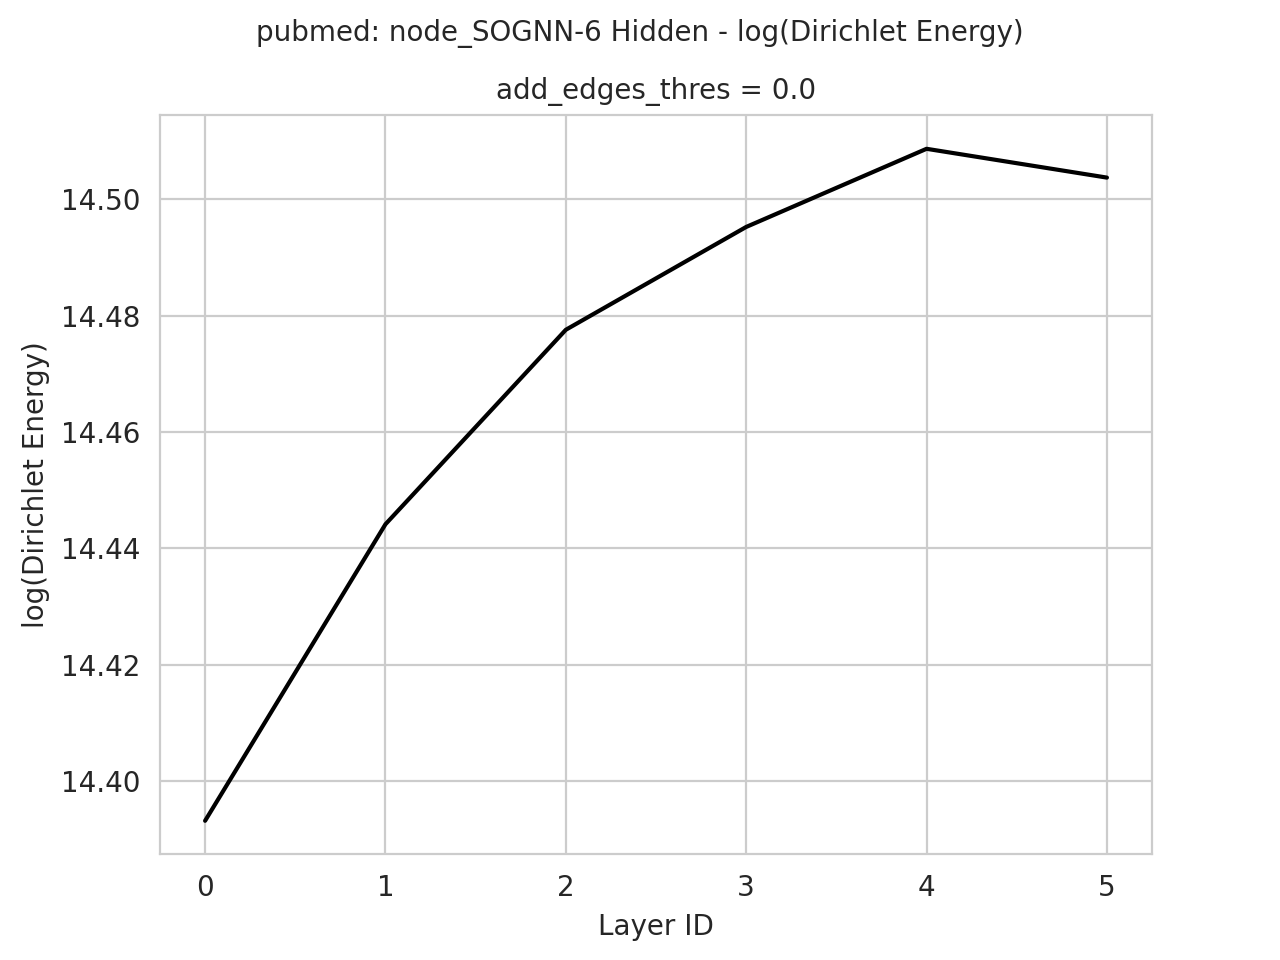 pubmed: node_SOGNN-6 Hidden - log(Dirichlet Energy)
add_edges_thres = 0.0
log(Dirichlet Energy)
14.50
14.48
14.46
14.44
14.42
14.40
0 1 2 3 4 5
Layer ID